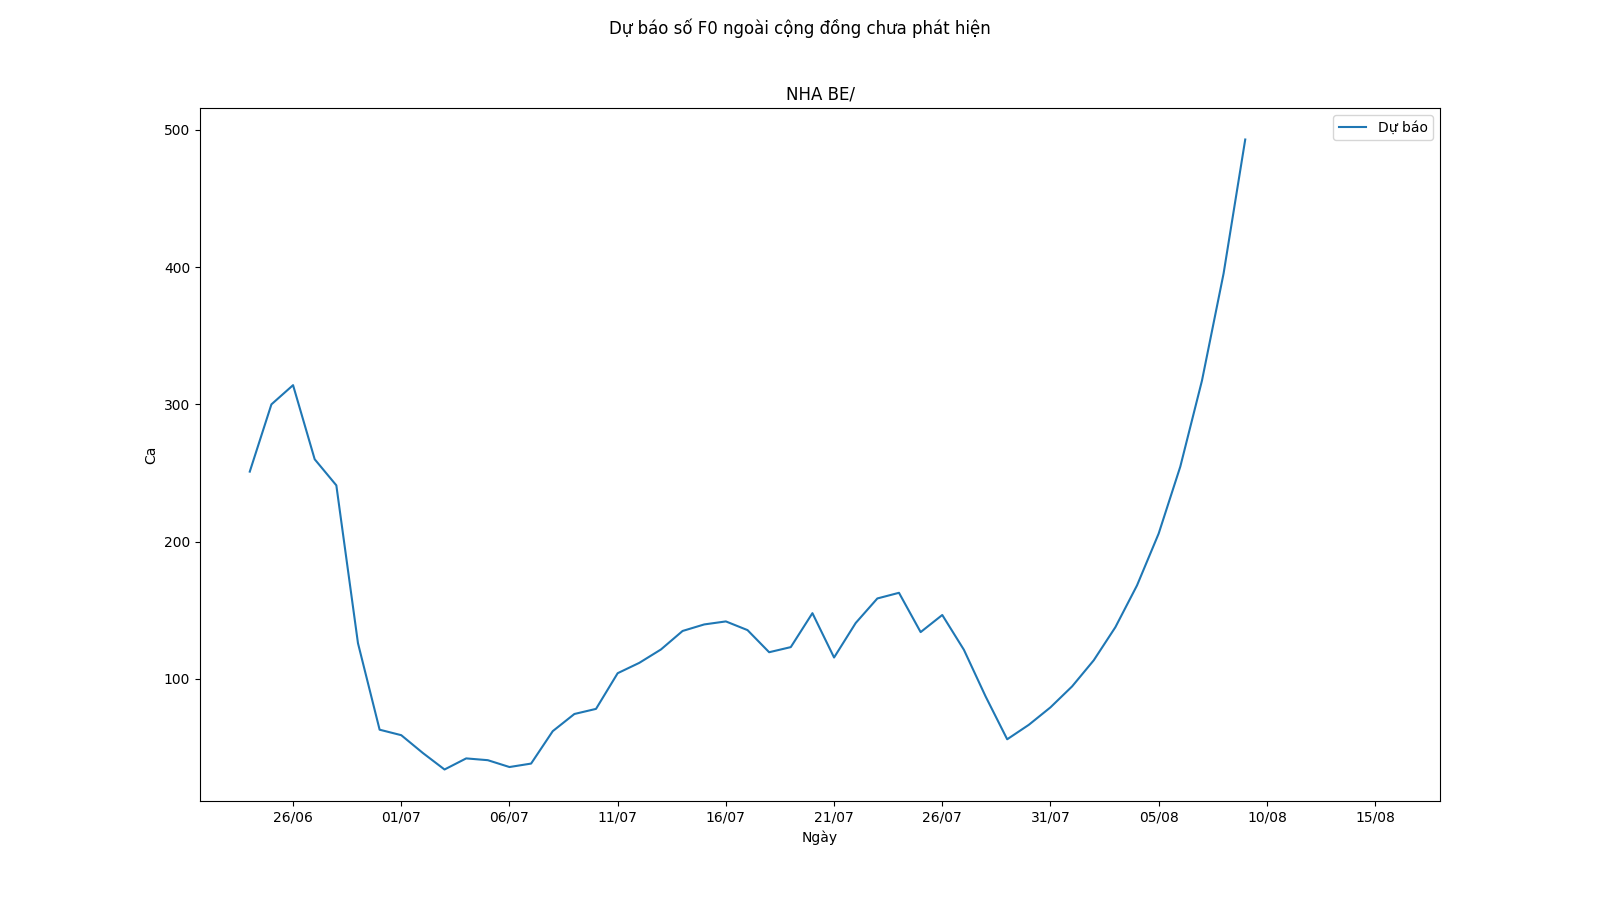 Dự báo số F0 ngoài cộng đồng chưa phát hiện
NHA BE/
Dự báo
500
400
300
200
100
Ca
26/06 01/07 06/07 11/07 16/07 21/07 26/07 31/07 05/08 10/08 15/08
Ngày